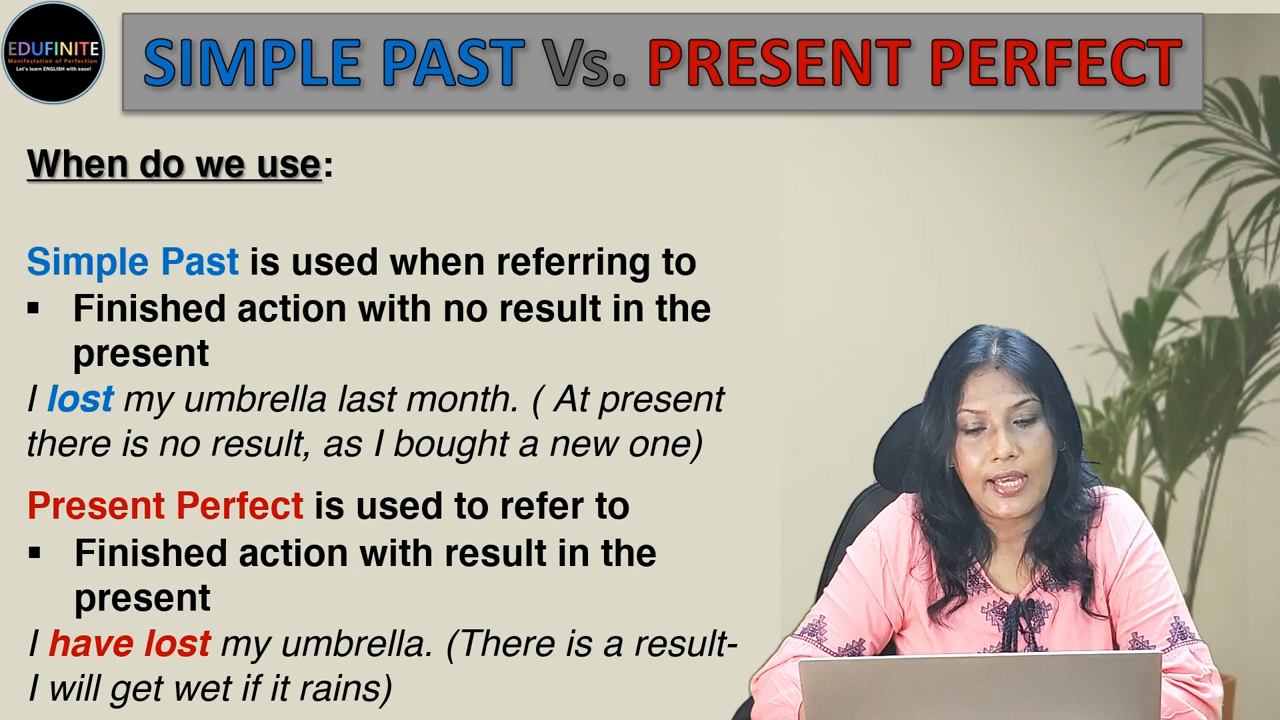 EDUFINITE
Manifestation of Perfection
Let's learn ENGLISH with ease!
SIMPLE PAST Vs. PRESENT PERFECT
When do we use:
Simple Past is used when referring to
▪ Finished action with no result in the
present
I lost my umbrella last month. ( At present
there is no result, as I bought a new one)
Present Perfect is used to refer to
▪ Finished action with result in the
present
I have lost my umbrella. (There is a result-
I will get wet if it rains)